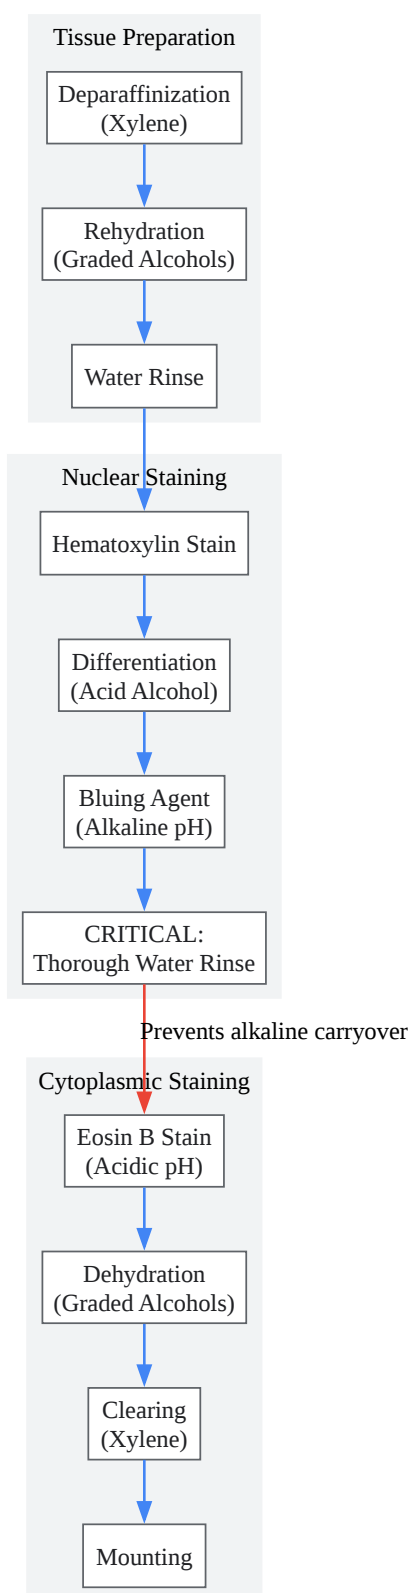 Tissue Preparation
Deparaffinization
(Xylene)
Rehydration
(Graded Alcohols)
Water Rinse
Nuclear Staining
Hematoxylin Stain
Differentiation
(Acid Alcohol)
Bluing Agent
(Alkaline pH)
CRITICAL:
Thorough Water Rinse
Prevents alkaline carryover
Cytoplasmic Staining
Eosin B Stain
(Acidic pH)
Dehydration
(Graded Alcohols)
Clearing
(Xylene)
Mounting